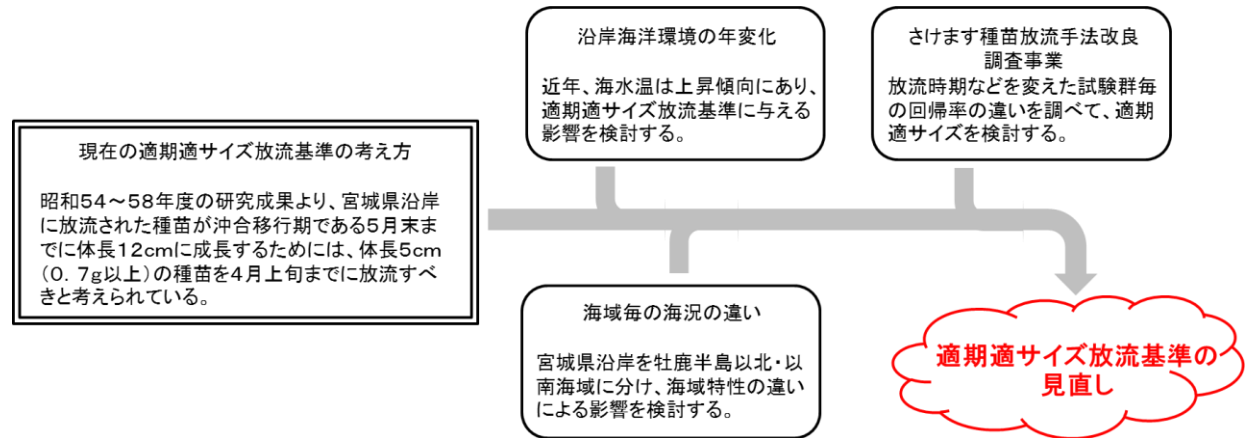 現在の適期適サイズ放流基準の考え方
昭和54～58年度の研究成果より、宮城県沿岸
に放流された種苗が沖合移行期である5月末ま
でに体長12cmに成長するためには、体長5cm
（0．7g以上）の種苗を4月上旬までに放流すべ
きと考えられている。
沿岸海洋環境の年変化
近年、海水温は上昇傾向にあり、
適期適サイズ放流基準に与える
影響を検討する。
さけます種苗放流手法改良
調査事業
放流時期などを変えた試験群毎
の回帰率の違いを調べて、適期
適サイズを検討する。
海域毎の海況の違い
宮城県沿岸を牡鹿半島以北・以
南海域に分け、海域特性の違い
による影響を検討する。
適期適サイズ放流基準の
見直し